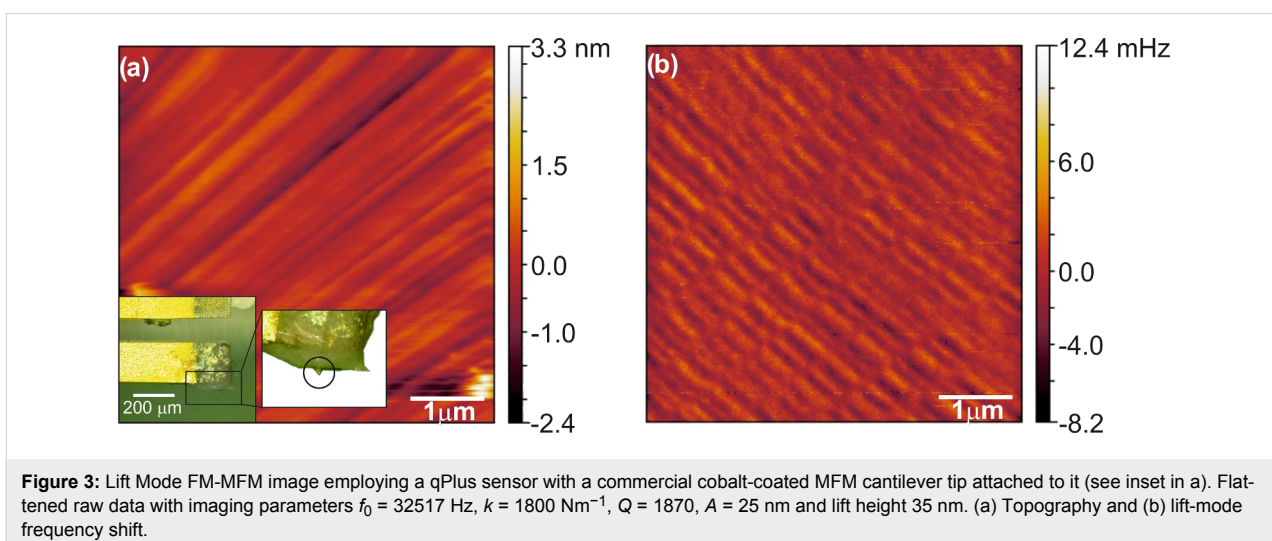 (a)
3.3 nm
1.5
0.0
-1.0
-2.4
200 μm
1μm
(b)
12.4 mHz
6.0
0.0
-4.0
-8.2
1μm
Figure 3: Lift Mode FM-MFM image employing a qPlus sensor with a commercial cobalt-coated MFM cantilever tip attached to it (see inset in a). Flat-
tened raw data with imaging parameters f0 = 32517 Hz, k = 1800 Nm−1, Q = 1870, A = 25 nm and lift height 35 nm. (a) Topography and (b) lift-mode
frequency shift.